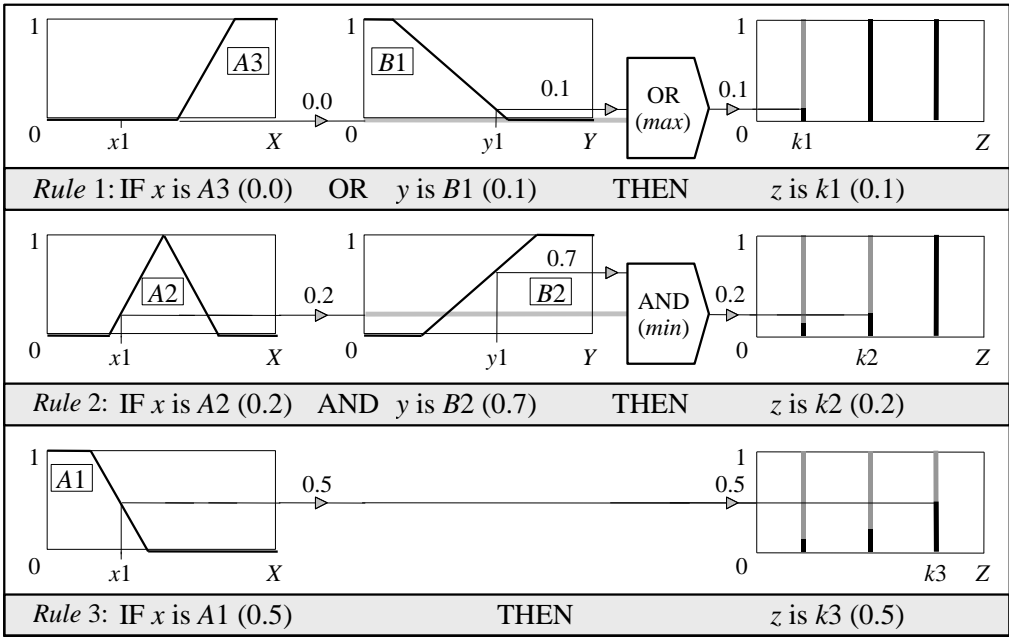 1 A3 B1 1
0.0 0.1 OR (max) 0.1
0 x1 X y1 Y 0 k1 Z
Rule 1: IF x is A3 (0.0) OR y is B1 (0.1) THEN z is k1 (0.1)
1 A2 1 0.7 B2 1
0.2 AND (min) 0.2
0 x1 X 0 y1 Y 0 k2 Z
Rule 2: IF x is A2 (0.2) AND y is B2 (0.7) THEN z is k2 (0.2)
1 A1 1
0.5 0.5
0 x1 X 0 k3 Z
Rule 3: IF x is A1 (0.5) THEN z is k3 (0.5)